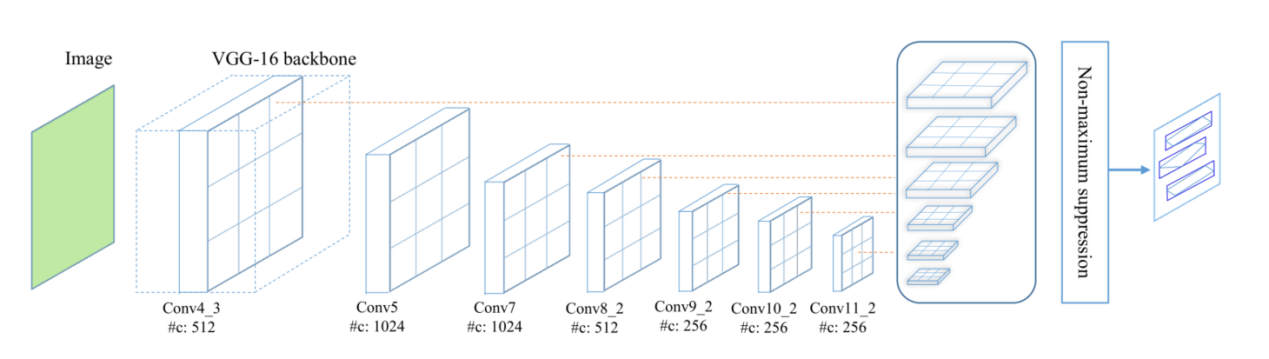 Image
VGG-16 backbone
Conv4_3
#c: 512
Conv5
#c: 1024
Conv7
#c: 1024
Conv8_2
#c: 512
Conv9_2
#c: 256
Conv10_2
#c: 256
Conv11_2
#c: 256
Non-maximum suppression